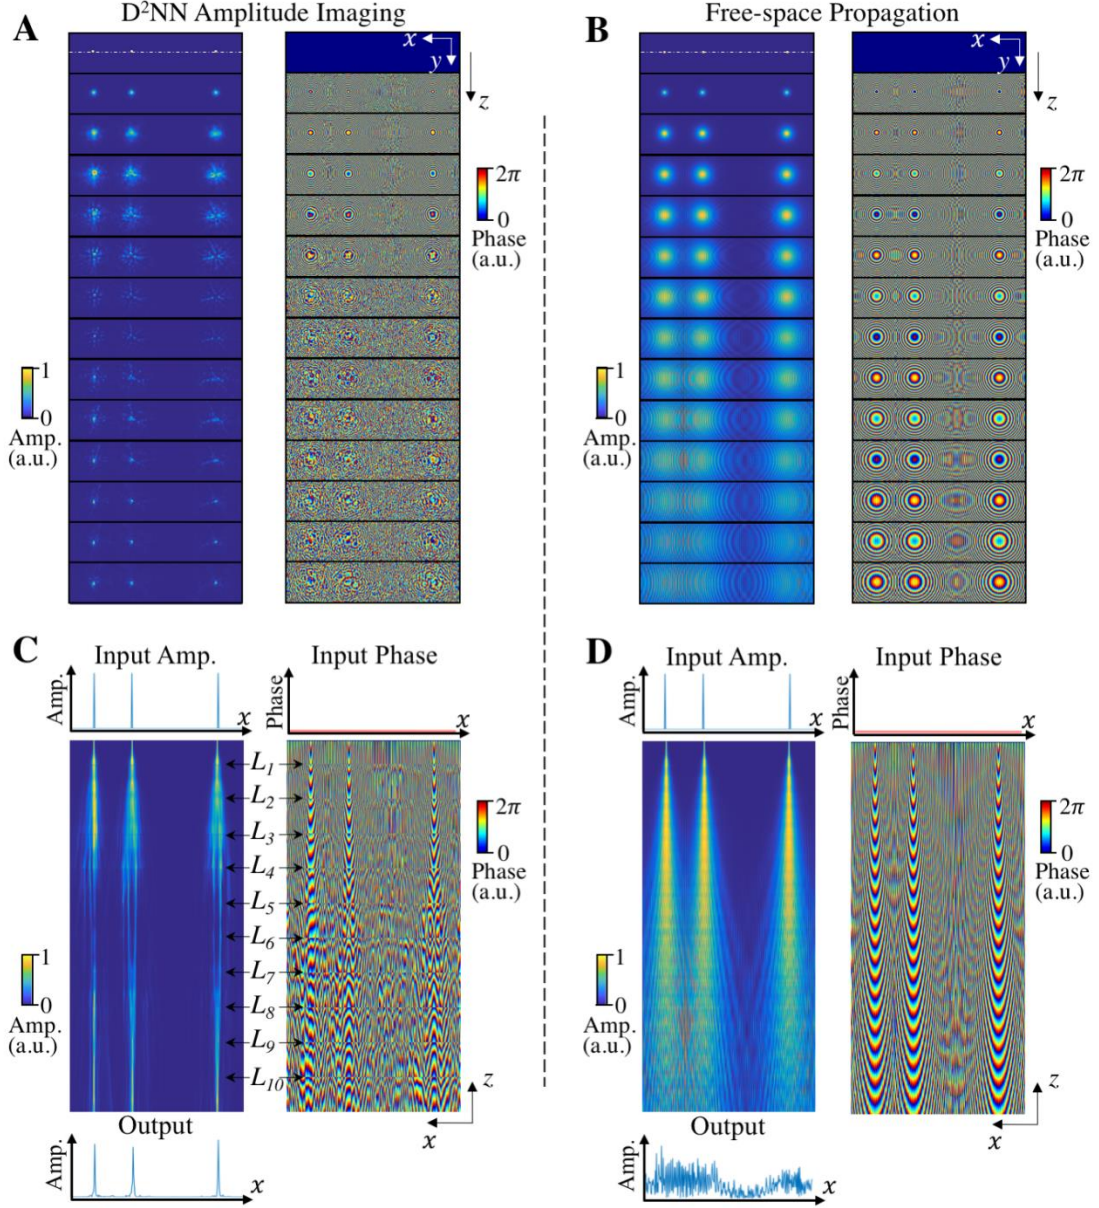 A
D²NN Amplitude Imaging
x
y
z
2π
0
Phase
(a.u.)
1
0
Amp.
(a.u.)
B
Free-space Propagation
x
y
z
2π
0
Phase
(a.u.)
1
0
Amp.
(a.u.)
C
Input Amp.
Input Phase
Amp.
x
Phase
x
L1
L2
L3
L4
L5
L6
L7
L8
L9
L10
2π
0
Phase
(a.u.)
1
0
Amp.
(a.u.)
z
x
Output
Amp.
x
D
Input Amp.
Input Phase
Amp.
x
Phase
x
2π
0
Phase
(a.u.)
1
0
Amp.
(a.u.)
z
x
Output
Amp.
x